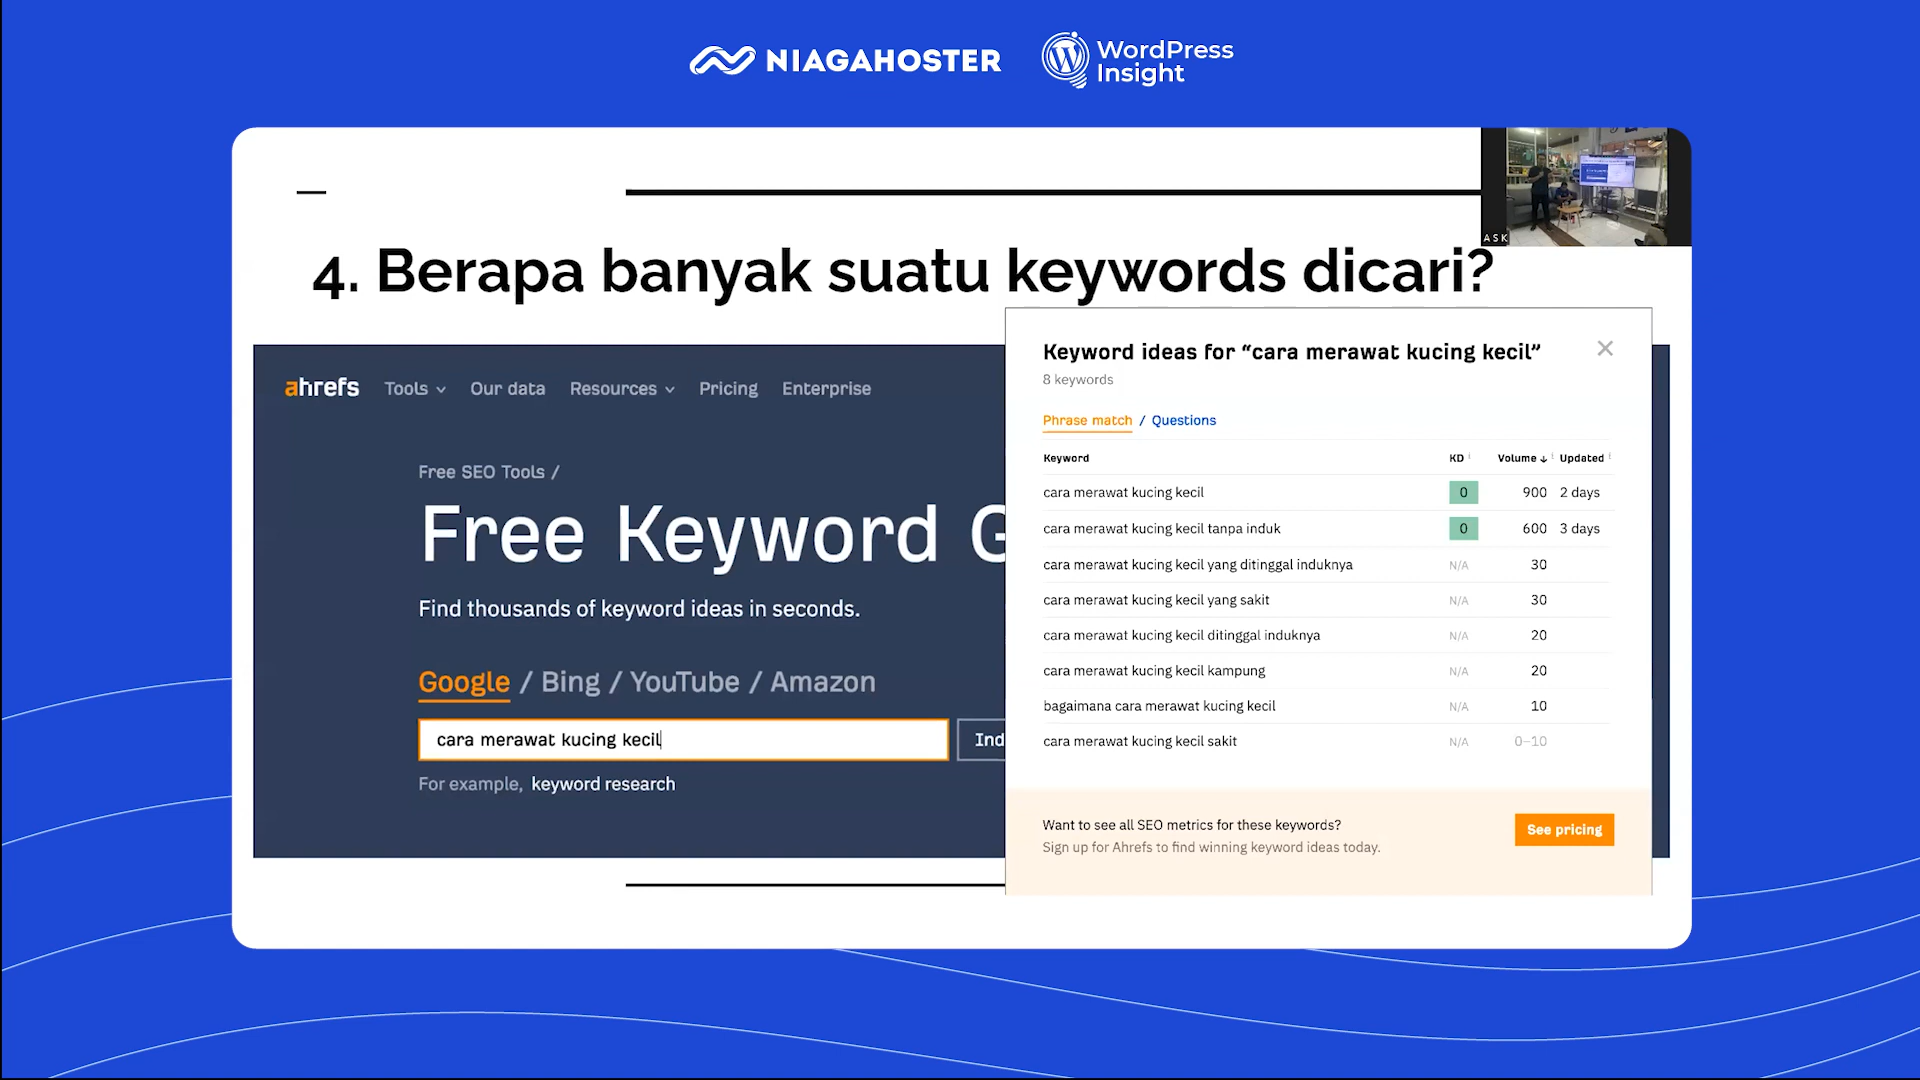 NIAGAHOSTER
WordPress
Insight
ASK
4. Berapa banyak suatu keywords dicari?
ahrefs Tools Our data Resources Pricing Enterprise
Free SEO Tools /
Free Keyword G
Find thousands of keyword ideas in seconds.
Google / Bing / YouTube / Amazon
cara merawat kucing kecil
Ind
For example, keyword research
Keyword ideas for “cara merawat kucing kecil”
8 keywords
Phrase match / Questions
Keyword KD Volume ↓ Updated
cara merawat kucing kecil 0 900 2 days
cara merawat kucing kecil tanpa induk 0 600 3 days
cara merawat kucing kecil yang ditinggal induknya N/A 30
cara merawat kucing kecil yang sakit N/A 30
cara merawat kucing kecil ditinggal induknya N/A 20
cara merawat kucing kecil kampung N/A 20
bagaimana cara merawat kucing kecil N/A 10
cara merawat kucing kecil sakit N/A 0–10
Want to see all SEO metrics for these keywords?
Sign up for Ahrefs to find winning keyword ideas today.
See pricing